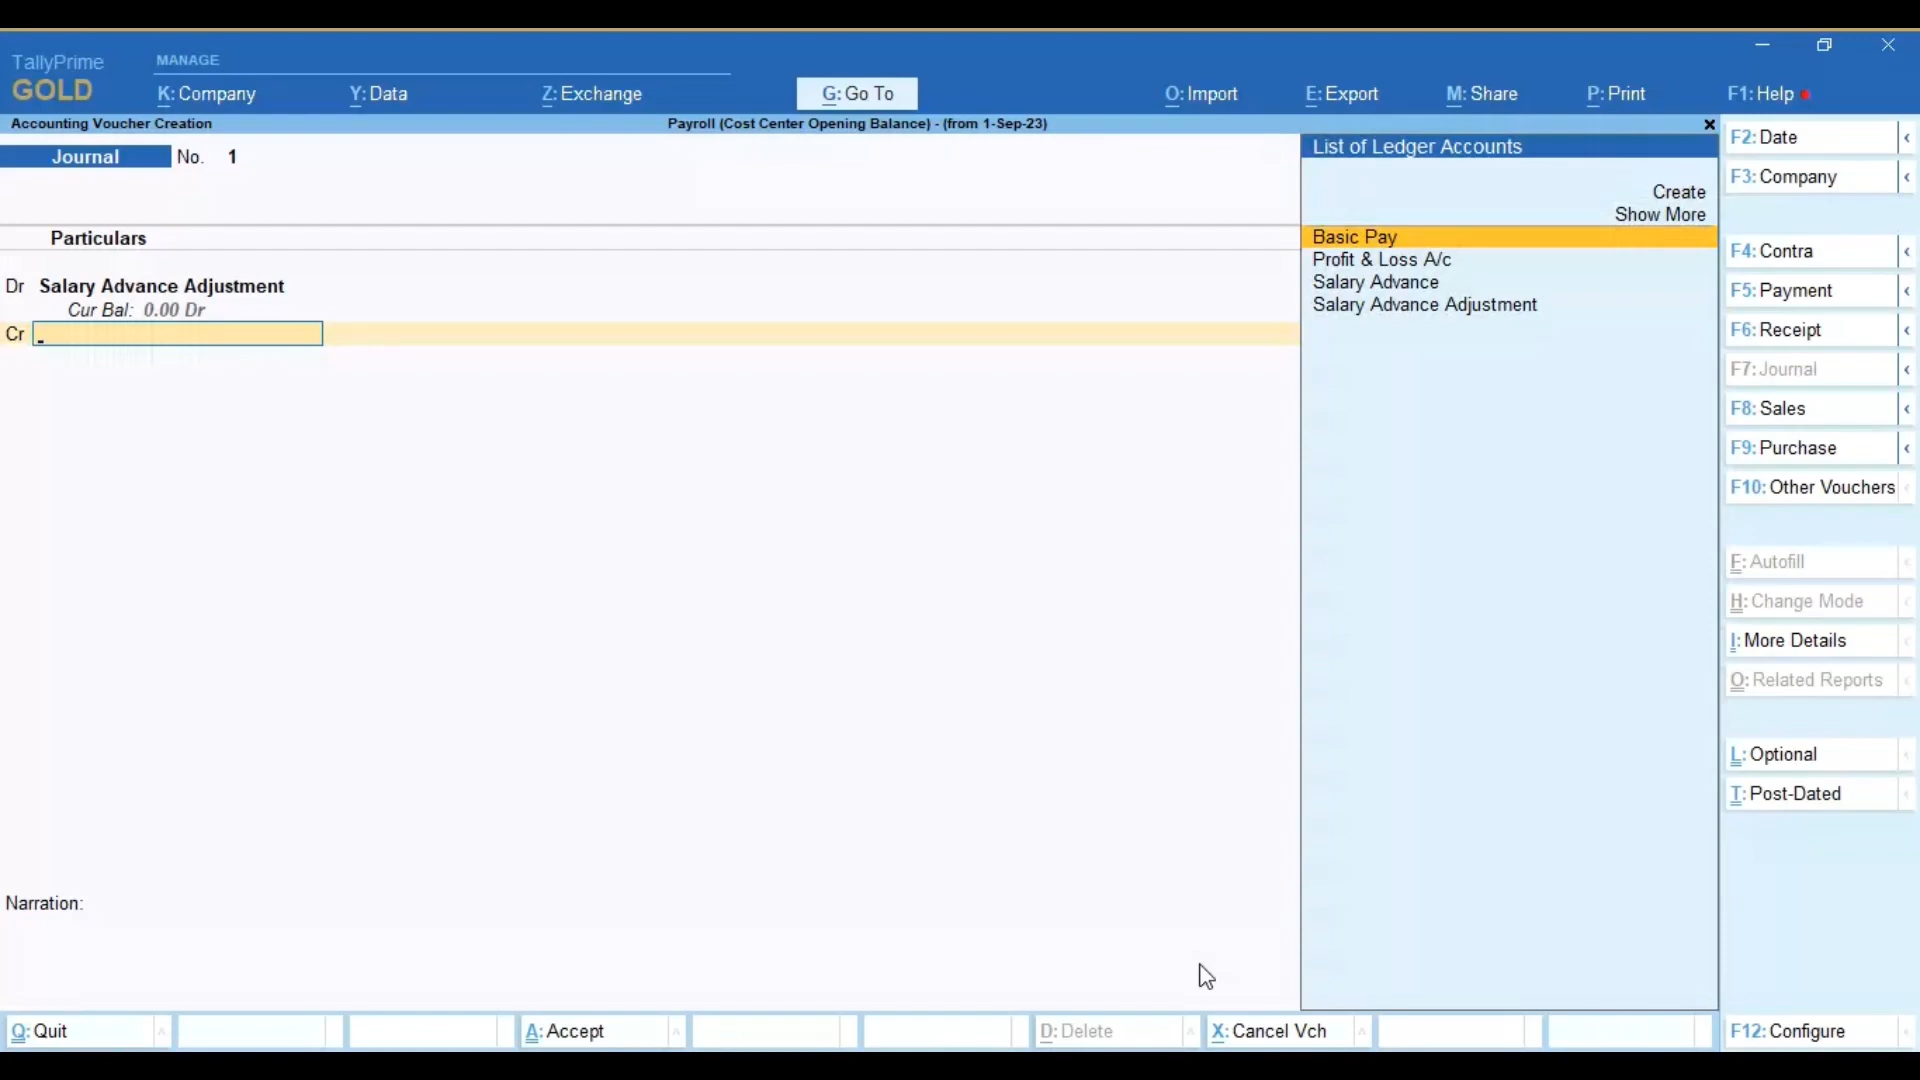 TallyPrime
GOLD
MANAGE
K: Company
Y: Data
Z: Exchange
G: Go To
O: Import
E: Export
M: Share
P: Print
F1: Help
Accounting Voucher Creation
Payroll (Cost Center Opening Balance) - (from 1-Sep-23)
Journal No. 1
Particulars
Dr Salary Advance Adjustment
Cur Bal: 0.00 Dr
Cr
Narration:
List of Ledger Accounts
Create
Show More
Basic Pay
Profit & Loss A/c
Salary Advance
Salary Advance Adjustment
F2: Date
F3: Company
F4: Contra
F5: Payment
F6: Receipt
F7: Journal
F8: Sales
F9: Purchase
F10: Other Vouchers
F: Autofill
H: Change Mode
I: More Details
O: Related Reports
L: Optional
T: Post-Dated
Q: Quit
A: Accept
D: Delete
X: Cancel Vch
F12: Configure